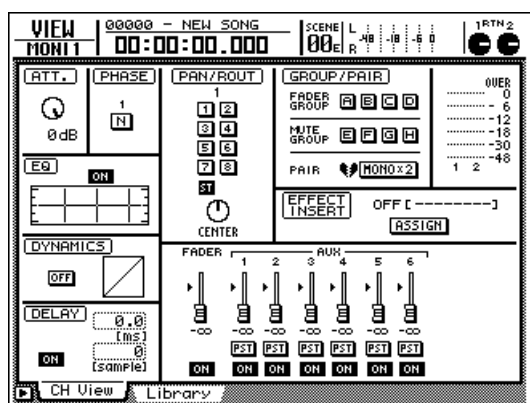 VIEW 00000 - NEW SONG SCENE L 1RTN2
MONI1 00:00:00.000 00E R -48 -18 -6 0
ATT. PHASE PAN/ROUT GROUP/PAIR
1 1 OVER
0dB N 1 2 FADER GROUP A B C D 0
3 4 -6
5 6 MUTE GROUP E F G H -12
7 8 -18
ST PAIR MONO×2 -30
-48
1 2
EQ ON CENTER EFFECT INSERT OFF [----------]
ASSIGN
DYNAMICS FADER AUX
1 2 3 4 5 6
OFF
DELAY 0.0 [ms] -∞ -∞ -∞ -∞ -∞ -∞ -∞
0 [sample] PST PST PST PST PST PST
ON ON ON ON ON ON ON ON
CH View Library